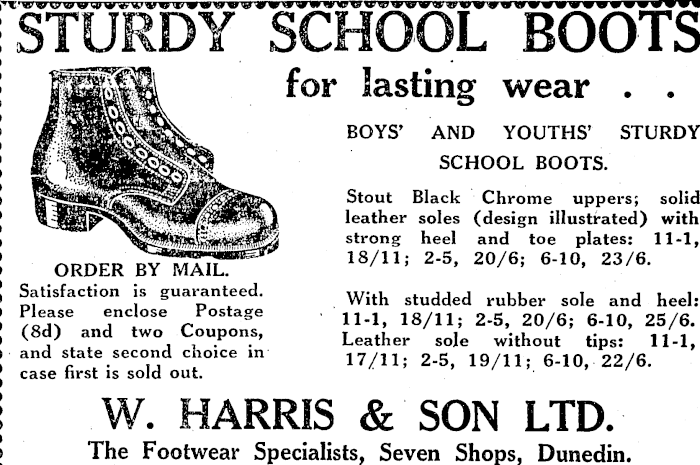 STURDY SCHOOL BOOTS
for lasting wear . .
BOYS' AND YOUTHS' STURDY
SCHOOL BOOTS.
Stout Black Chrome uppers; solid
leather soles (design illustrated) with
strong heel and toe plates: 11-1,
18/11; 2-5, 20/6; 6-10, 23/6.
With studded rubber sole and heel:
11-1, 18/11; 2-5, 20/6; 6-10, 25/6.
Leather sole without tips: 11-1,
17/11; 2-5, 19/11; 6-10, 22/6.
ORDER BY MAIL.
Satisfaction is guaranteed.
Please enclose Postage
(8d) and two Coupons,
and state second choice in
case first is sold out.
W. HARRIS & SON LTD.
The Footwear Specialists, Seven Shops, Dunedin.